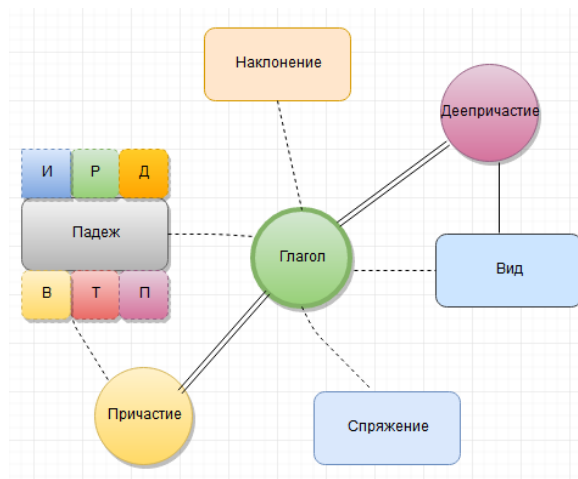 Наклонение
Деепричастие
И Р Д
Падеж
Глагол
Вид
В Т П
Причастие
Спряжение